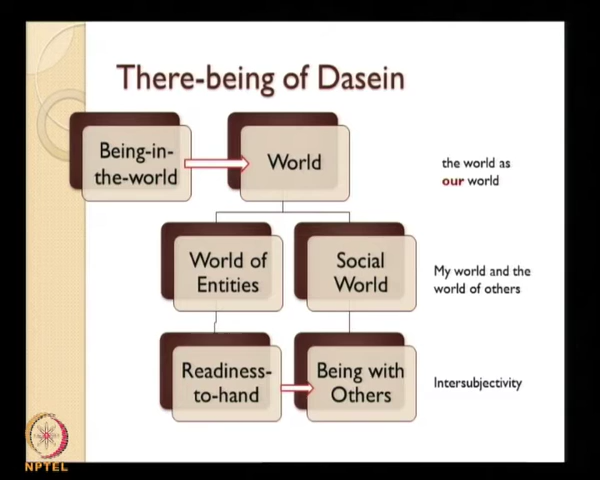 There-being of Dasein
Being-in-
the-world
World
the world as
our world
World of
Entities
Social
World
My world and the
world of others
Readiness-
to-hand
Being with
Others
Intersubjectivity
NPTEL